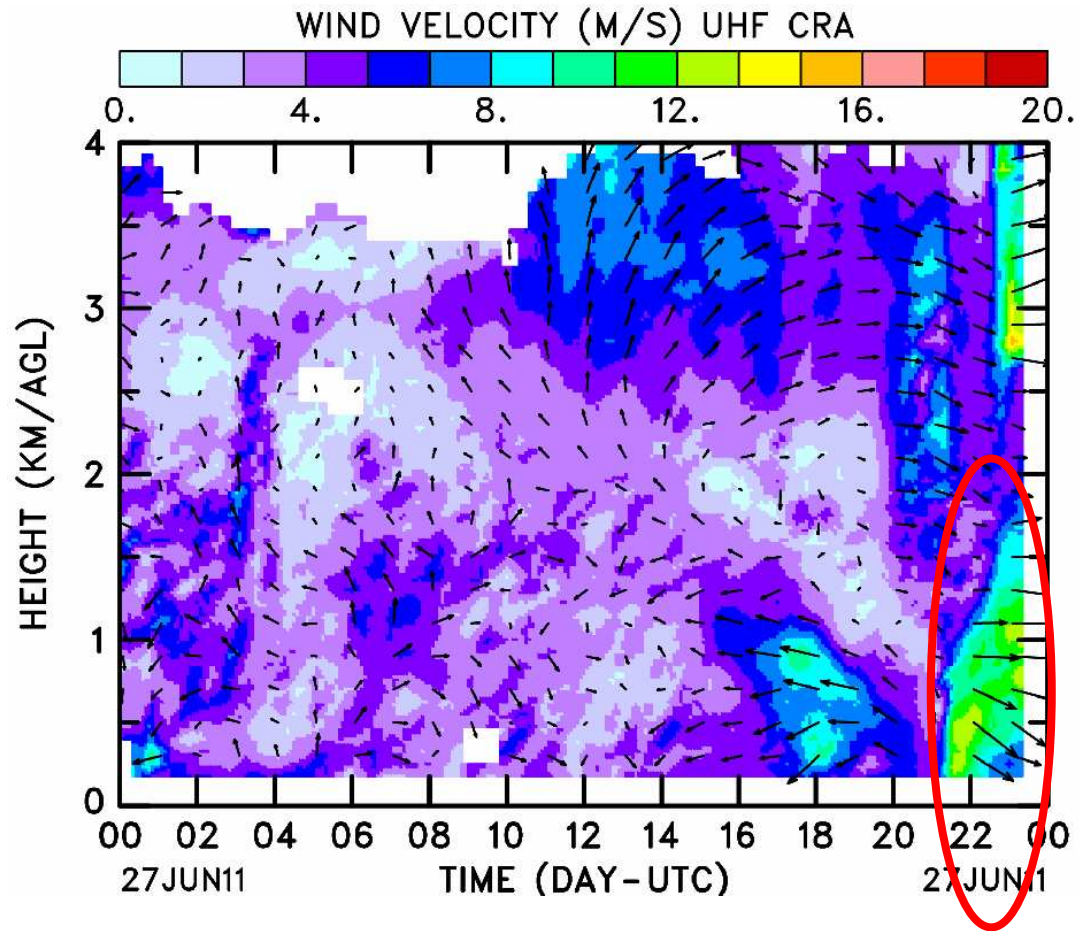 WIND VELOCITY (M/S) UHF CRA
0. 4. 8. 12. 16. 20.
HEIGHT (KM/AGL)
4
3
2
1
0
00 02 04 06 08 10 12 14 16 18 20 22 00
27JUN11 TIME (DAY-UTC) 27JUN11